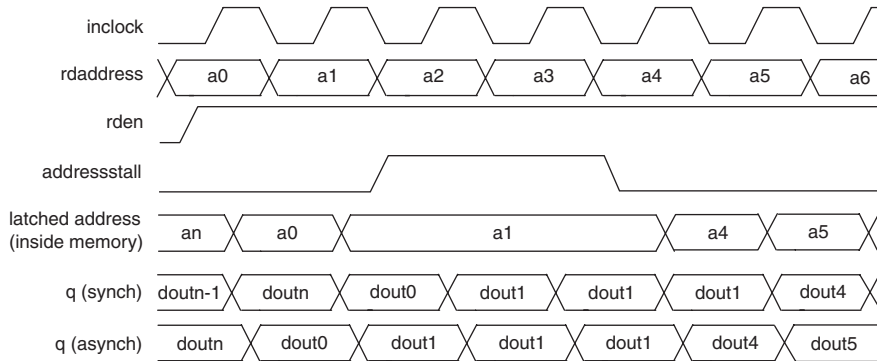 inclock
rdaddress a0 a1 a2 a3 a4 a5 a6
rden
addressstall
latched address
(inside memory) an a0 a1 a4 a5
q (synch) doutn-1 doutn dout0 dout1 dout1 dout1 dout4
q (asynch) doutn dout0 dout1 dout1 dout1 dout4 dout5